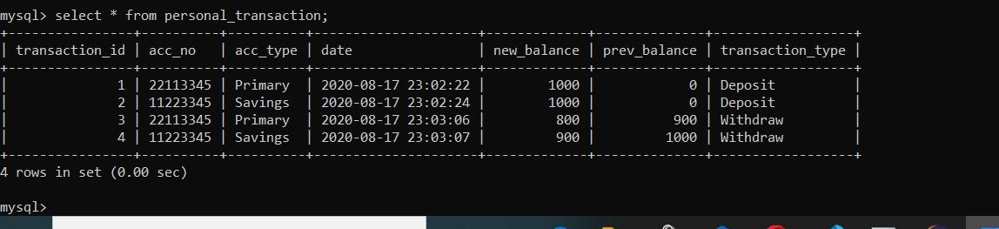 mysql> select * from personal_transaction;
+----------------+----------+----------+---------------------+-------------+--------------+------------------+
| transaction_id | acc_no   | acc_type | date                | new_balance | prev_balance | transaction_type |
+----------------+----------+----------+---------------------+-------------+--------------+------------------+
|              1 | 22113345 | Primary  | 2020-08-17 23:02:22 |        1000 |            0 | Deposit          |
|              2 | 11223345 | Savings  | 2020-08-17 23:02:24 |        1000 |            0 | Deposit          |
|              3 | 22113345 | Primary  | 2020-08-17 23:03:06 |         800 |          900 | Withdraw         |
|              4 | 11223345 | Savings  | 2020-08-17 23:03:07 |         900 |         1000 | Withdraw         |
+----------------+----------+----------+---------------------+-------------+--------------+------------------+
4 rows in set (0.00 sec)
mysql>